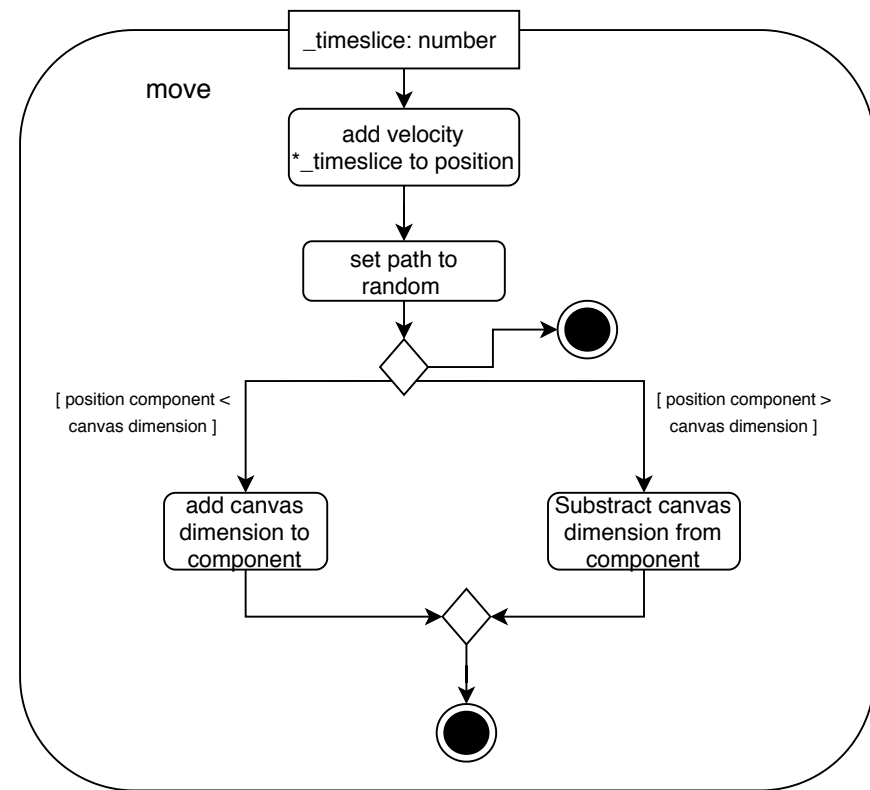 _timeslice: number
move
add velocity
*_timeslice to position
set path to
random
[ position component <
canvas dimension ]
[ position component >
canvas dimension ]
add canvas
dimension to
component
Substract canvas
dimension from
component